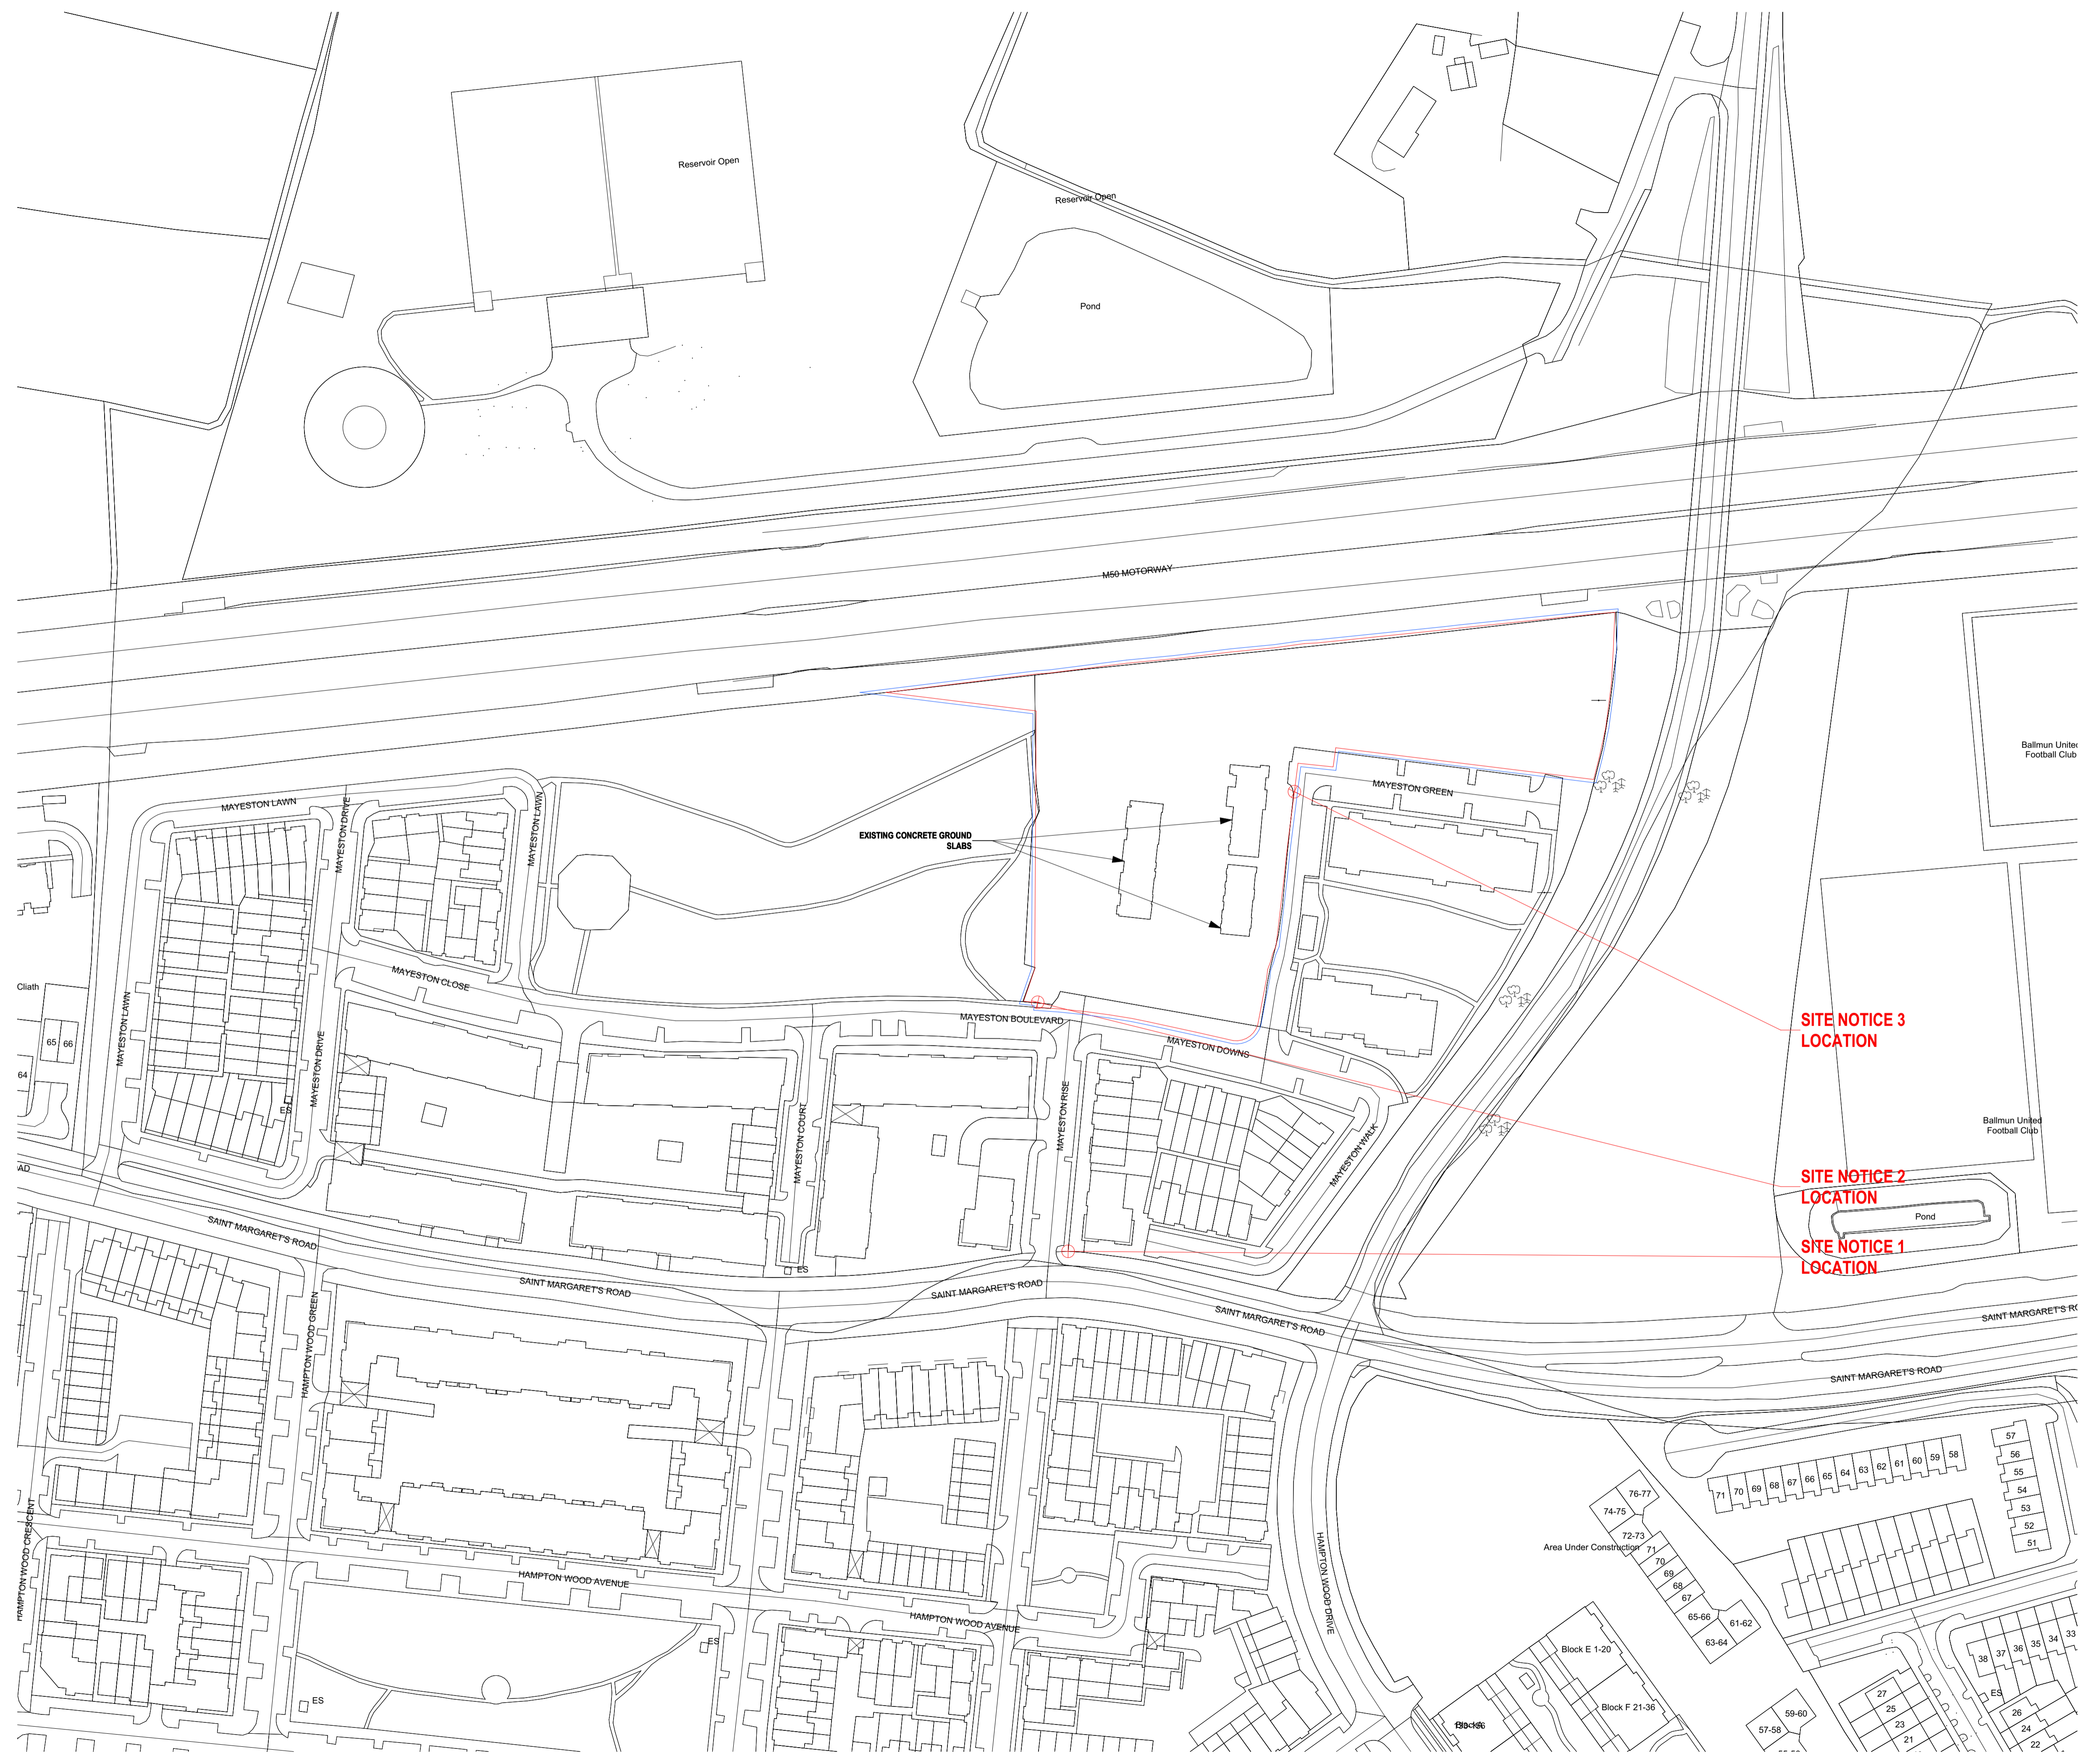 Reservoir Open
Reservoir Open
Pond
M50 MOTORWAY
Ballmun United
Football Club
MAYESTON GREEN
MAYESTON LAWN
MAYESTON DRIVE
MAYESTON LAWN
EXISTING CONCRETE GROUND
SLABS
MAYESTON CLOSE
Cliath
MAYESTON LAWN
MAYESTON DRIVE
MAYESTON BOULEVARD
SITE NOTICE 3
LOCATION
65 66
64
MAYESTON DOWNS
ES
MAYESTON COURT
MAYESTON RISE
MAYESTON WALK
Ballmun United
Football Club
SITE NOTICE 2
LOCATION
Pond
SITE NOTICE 1
LOCATION
SAINT MARGARET'S ROAD
ES
SAINT MARGARET'S ROAD
SAINT MARGARET'S ROAD
SAINT MARGARET'S ROAD
SAINT MARGARET'S RO
SAINT MARGARET'S ROAD
HAMPTON WOOD GREEN
HAMPTON WOOD CRESCENT
HAMPTON WOOD AVENUE
HAMPTON WOOD AVENUE
HAMPTON WOOD DRIVE
71 70 69 68 67 66 65 64 63 62 61 60 59 58
57
56
55
54
53
52
51
76-77
74-75
72-73
Area Under Construction
71
70
69
68
67
65-66
63-64
61-62
Block E 1-20
Block F 21-36
59-60
57-58
38 37 36 35 34 33
27
25
23
21
ES
26
24
22
ES
ES